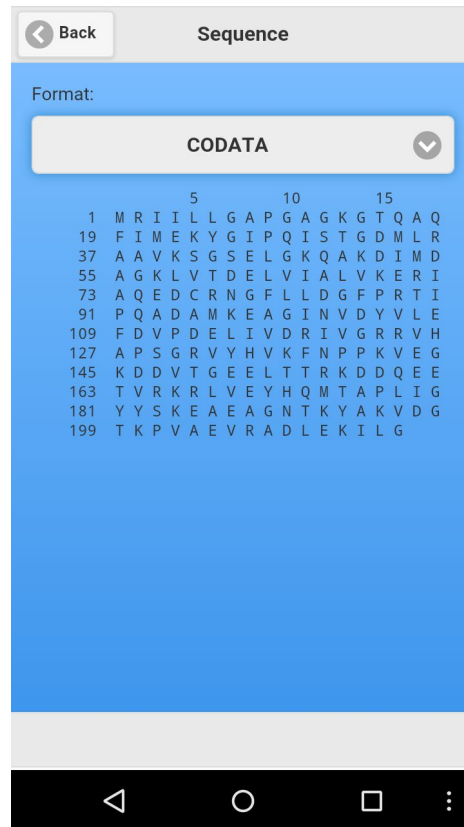 Back
Sequence
Format:
CODATA
5 10 15
1 M R I I L L G A P G A G K G T Q A Q
19 F I M E K Y G I P Q I S T G D M L R
37 A A V K S G S E L G K Q A K D I M D
55 A G K L V T D E L V I A L V K E R I
73 A Q E D C R N G F L L D G F P R T I
91 P Q A D A M K E A G I N V D Y V L E
109 F D V P D E L I V D R I V G R R V H
127 A P S G R V Y H V K F N P P K V E G
145 K D D V T G E E L T T R K D D Q E E
163 T V R K R L V E Y H Q M T A P L I G
181 Y Y S K E A E A G N T K Y A K V D G
199 T K P V A E V R A D L E K I L G